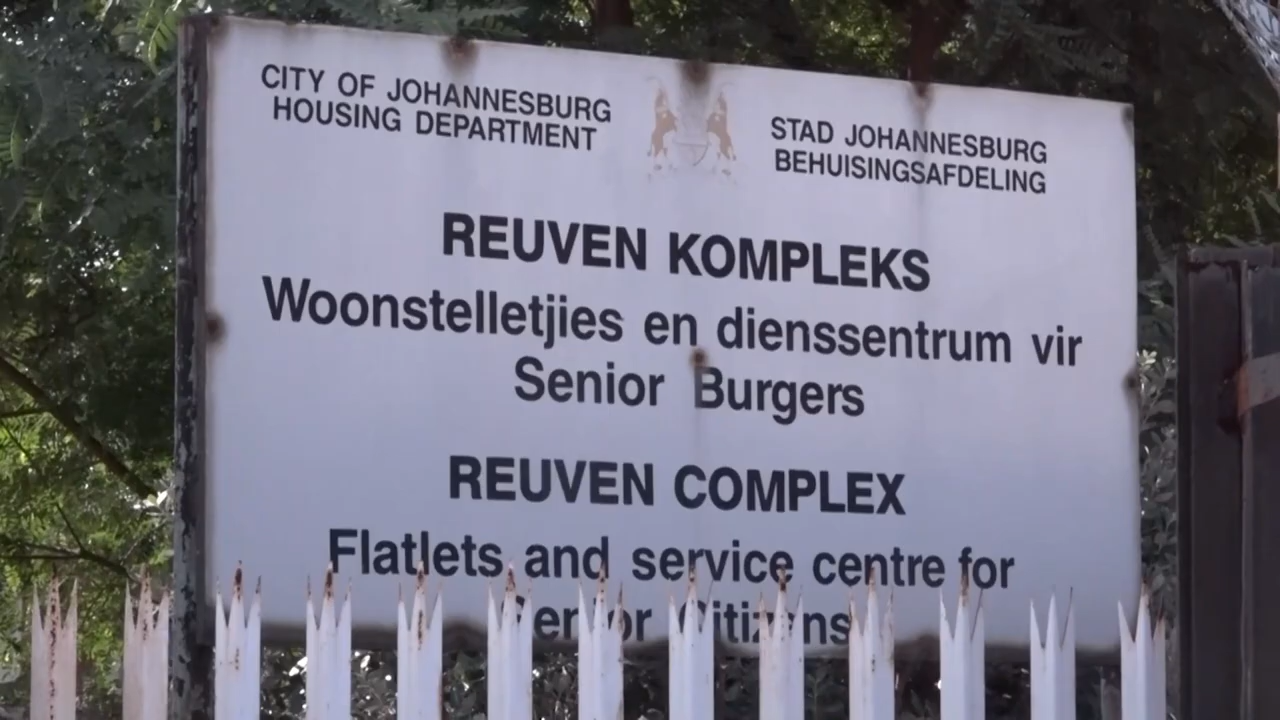 CITY OF JOHANNESBURG
HOUSING DEPARTMENT
STAD JOHANNESBURG
BEHUISINGSAFDELING
REUVEN KOMPLEKS
Woonstelletjies en dienssentrum vir
Senior Burgers
REUVEN COMPLEX
Flatlets and service centre for
Senior Citizens